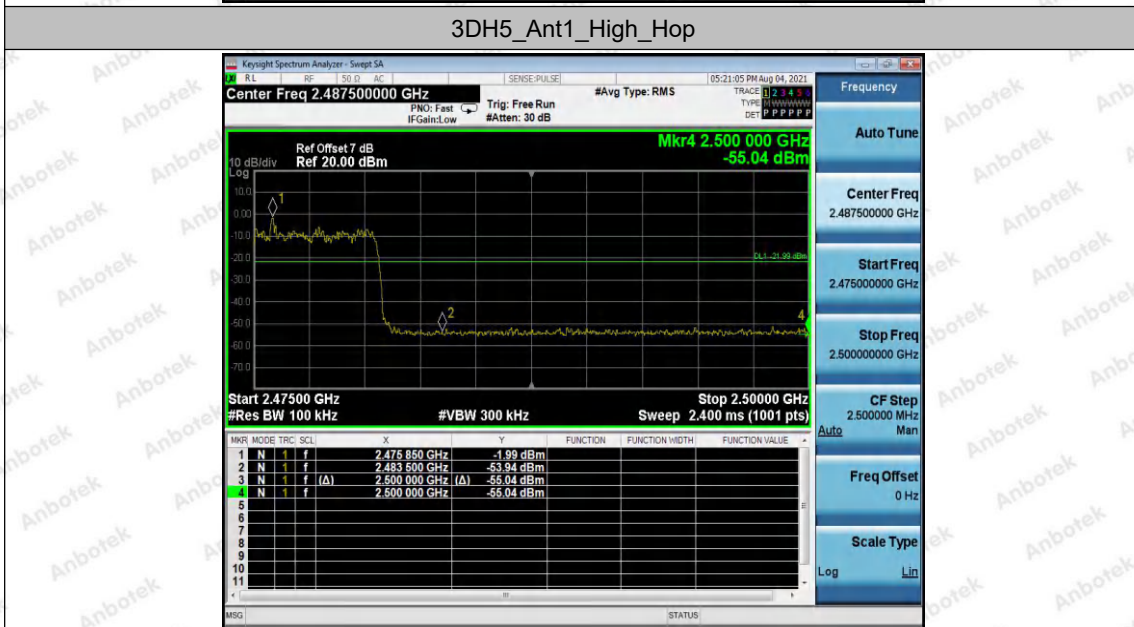 3DH5_Ant1_High_Hop
Keysight Spectrum Analyzer - Swept SA
RL RF 50 Ω AC SENSE:PULSE 05:21:05 PM Aug 04, 2021
Center Freq 2.487500000 GHz #Avg Type: RMS TRACE 1 2 3 4 5 6
PNO: Fast Trig: Free Run TYPE M W W W W W
IFGain:Low #Atten: 30 dB DET P P P P P P
Mkr4 2.500 000 GHz
-55.04 dBm
Ref Offset 7 dB
10 dB/div Ref 20.00 dBm
Log
10.0
0.00
-10.0
-20.0
-30.0
-40.0
-50.0
-60.0
-70.0
1
2
4
DL1 -21.99 dBm
Start 2.47500 GHz Stop 2.50000 GHz
#Res BW 100 kHz #VBW 300 kHz Sweep 2.400 ms (1001 pts)
MKR MODE TRC SCL X Y FUNCTION FUNCTION WIDTH FUNCTION VALUE
1 N 1 f 2.475 850 GHz -1.99 dBm
2 N 1 f 2.483 500 GHz -53.94 dBm
3 N 1 f (Δ) 2.500 000 GHz (Δ) -55.04 dBm
4 N 1 f 2.500 000 GHz -55.04 dBm
5
6
7
8
9
10
11
MSG STATUS
Frequency
Auto Tune
Center Freq
2.487500000 GHz
Start Freq
2.475000000 GHz
Stop Freq
2.500000000 GHz
CF Step
2.500000 MHz
Auto Man
Freq Offset
0 Hz
Scale Type
Log Lin
Anbotek